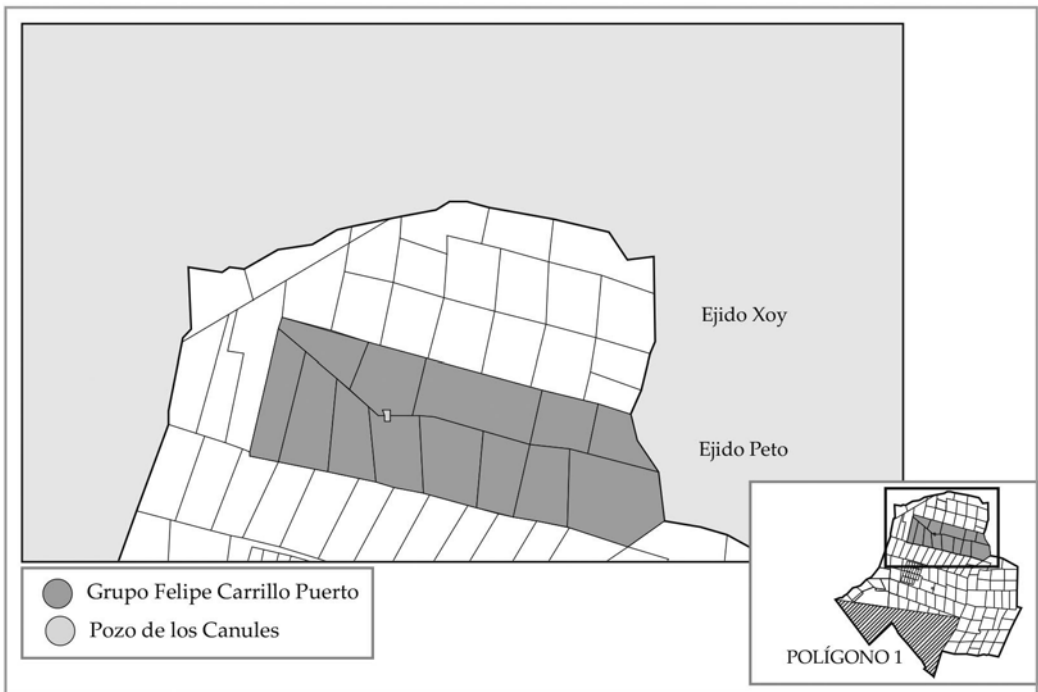 Ejido Xoy
Ejido Peto
Grupo Felipe Carrillo Puerto
Pozo de los Canules
POLÍGONO 1